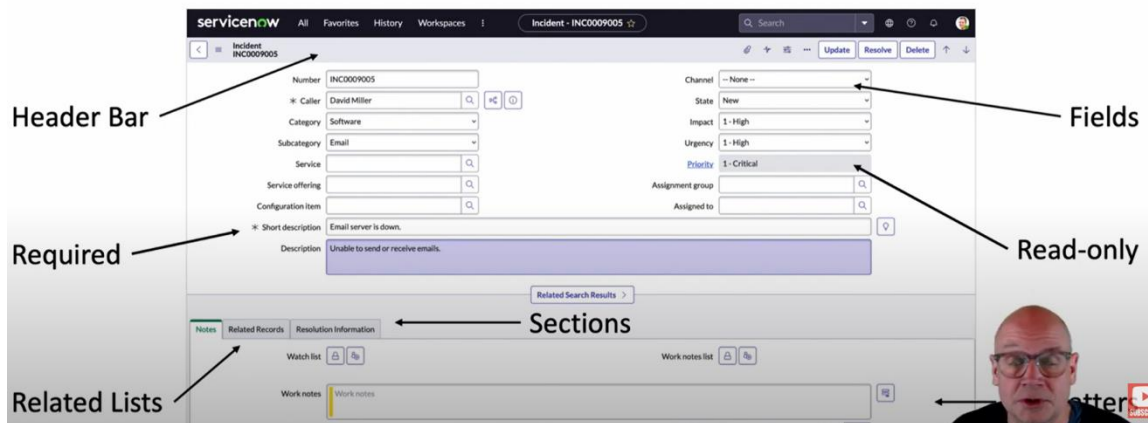 servicenow All Favorites History Workspaces Incident - INC0009005 Search
Incident
INC0009005
Update Resolve Delete
Header Bar
Number INC0009005 Channel -- None --
* Caller David Miller State New
Fields
Category Software Impact 1 - High
Subcategory Email Urgency 1 - High
Service Priority 1 - Critical
Service offering Assignment group
Configuration item Assigned to
* Short description Email server is down.
Required
Read-only
Description Unable to send or receive emails.
Related Search Results >
Sections
Notes Related Records Resolution Information
Watch list Work notes list
Related Lists
Work notes Work notes